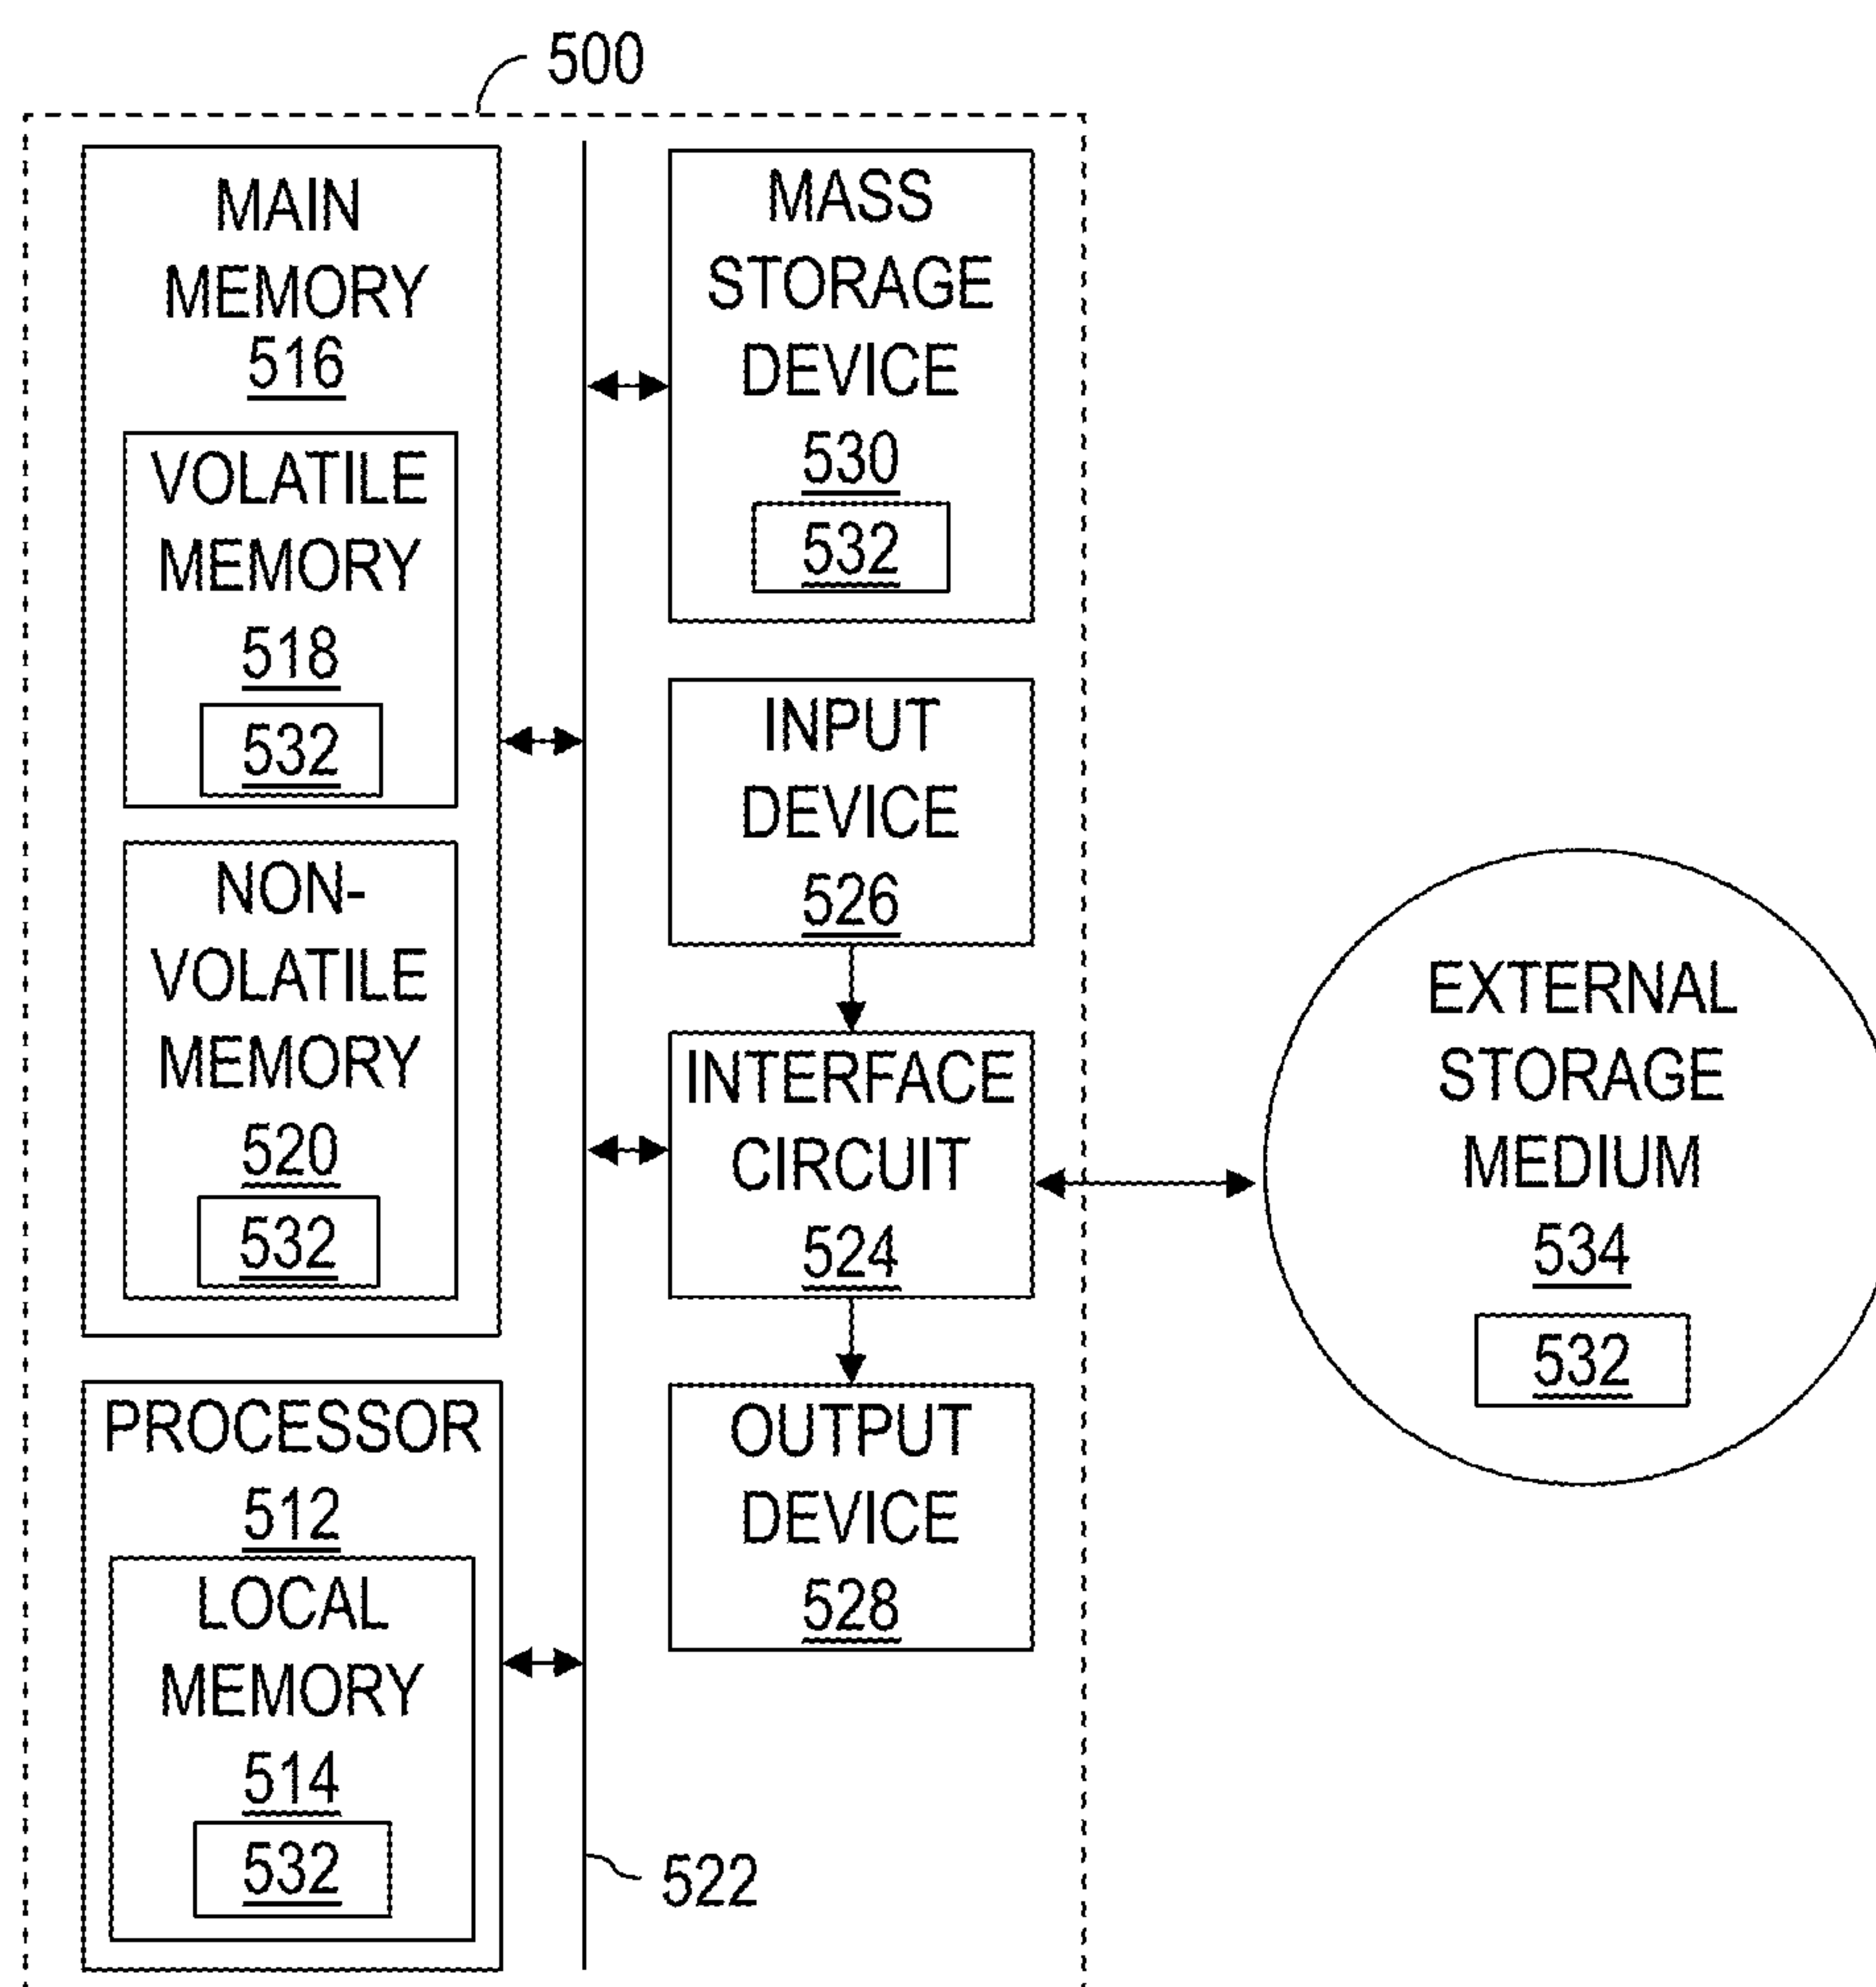 500
MAIN
MEMORY
516
VOLATILE
MEMORY
518
532
NON-
VOLATILE
MEMORY
520
532
PROCESSOR
512
LOCAL
MEMORY
514
532
MASS
STORAGE
DEVICE
530
532
INPUT
DEVICE
526
INTERFACE
CIRCUIT
524
OUTPUT
DEVICE
528
522
EXTERNAL
STORAGE
MEDIUM
534
532